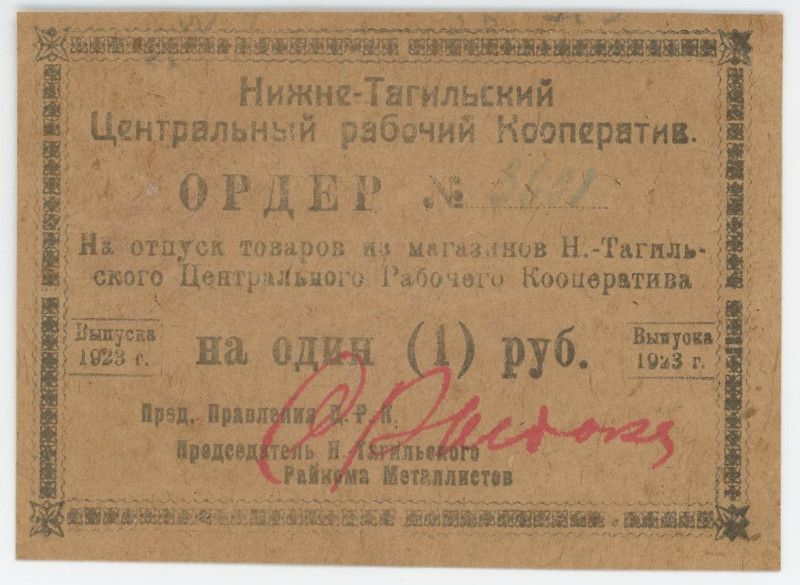 Нижне-Тагильский
Центральный рабочий Кооператив.
ОРДЕР №
На отпуск товаров из магазинов Н.-Тагиль-
ского Центрального Рабочего Кооператива
Выпуска
1923 г.
на один (1) руб.
Выпуска
1923 г.
Пред. Правления Ц.-Р. К.
Председатель Н. Тагильского
Райкома Металлистов